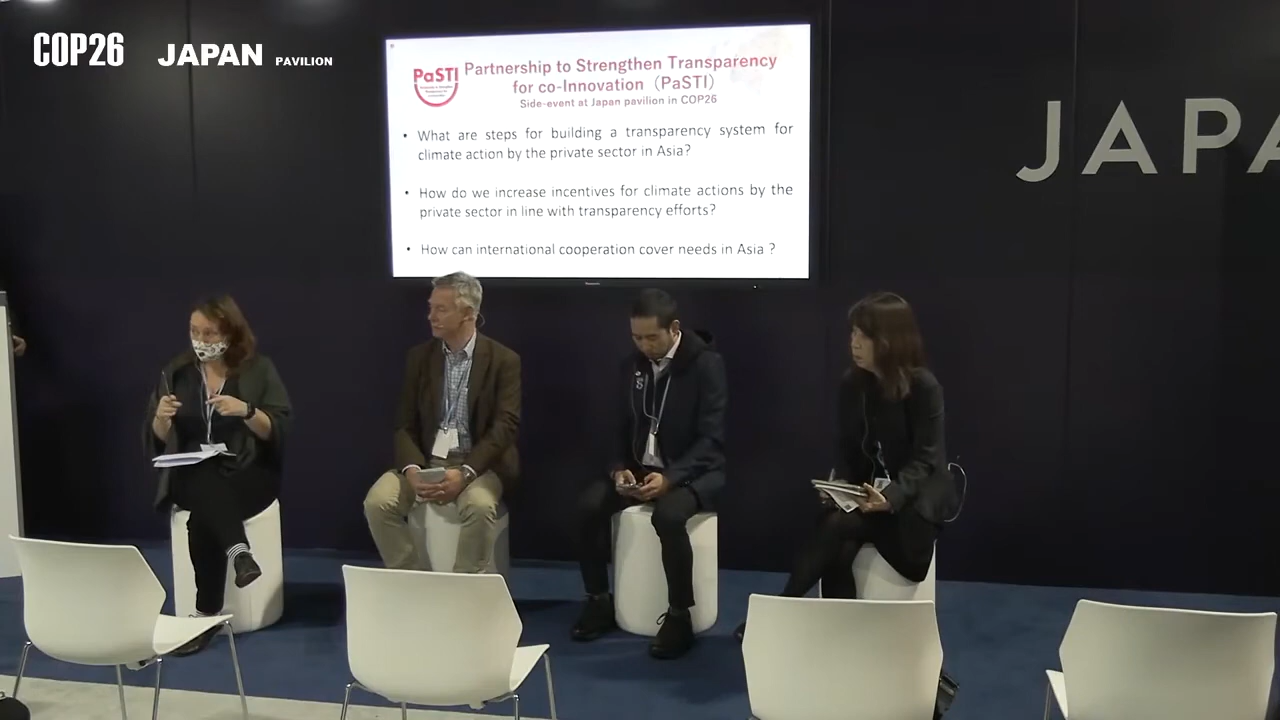 COP26 JAPAN PAVILION
PaSTI
Partnership to Strengthen Transparency
for co-Innovation (PaSTI)
Side-event at Japan pavilion in COP26
• What are steps for building a transparency system for
climate action by the private sector in Asia?
• How do we increase incentives for climate actions by the
private sector in line with transparency efforts?
• How can international cooperation cover needs in Asia ?
JAPA